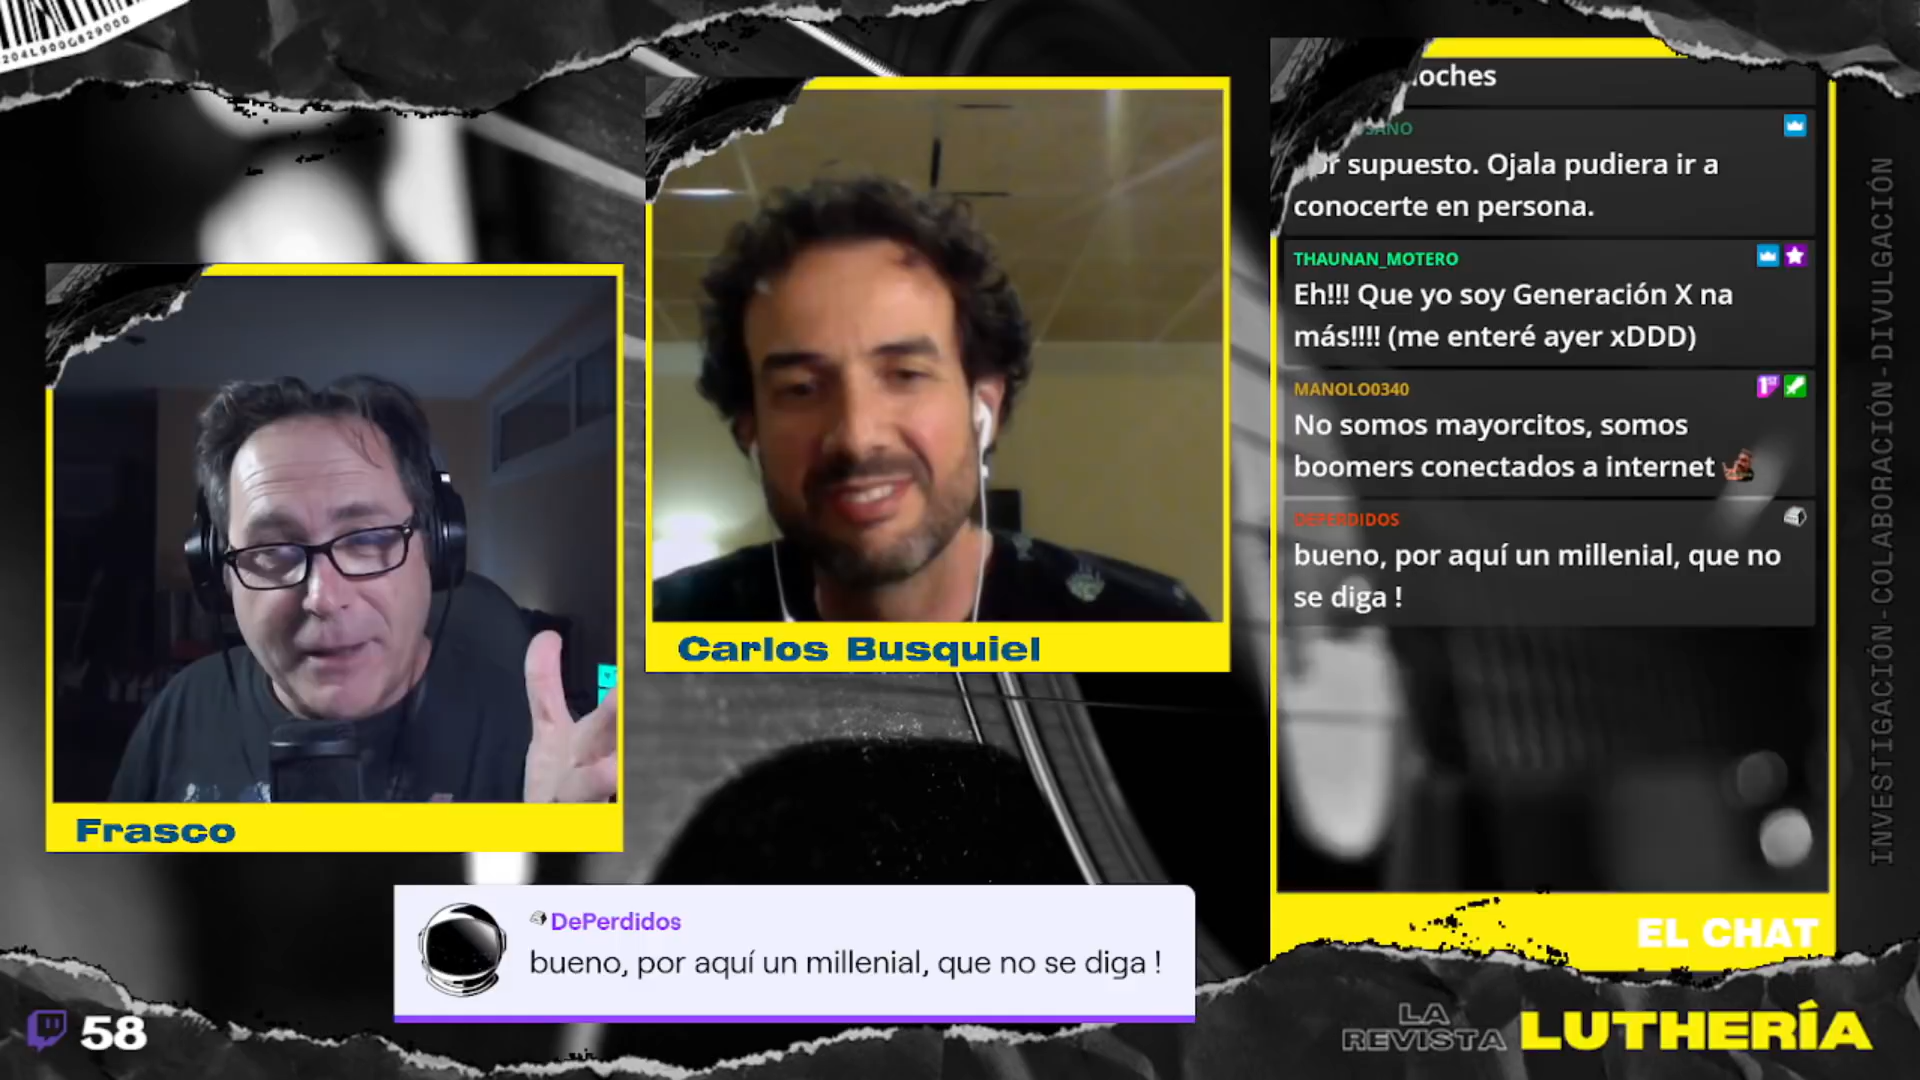 204L900G629000
Frasco
Carlos Busquiel
noches
r supuesto. Ojala pudiera ir a
conocerte en persona.
THAUNAN_MOTERO
Eh!!! Que yo soy Generación X na
más!!!! (me enteré ayer xDDD)
MANOLO0340
1ST
No somos mayorcitos, somos
boomers conectados a internet
DEPERDIDOS
bueno, por aquí un millenial, que no
se diga !
EL CHAT
INVESTIGACIÓN-COLABORACIÓN-DIVULGACIÓN
DePerdidos
bueno, por aquí un millenial, que no se diga !
58
LA
REVISTA
LUTHERÍA